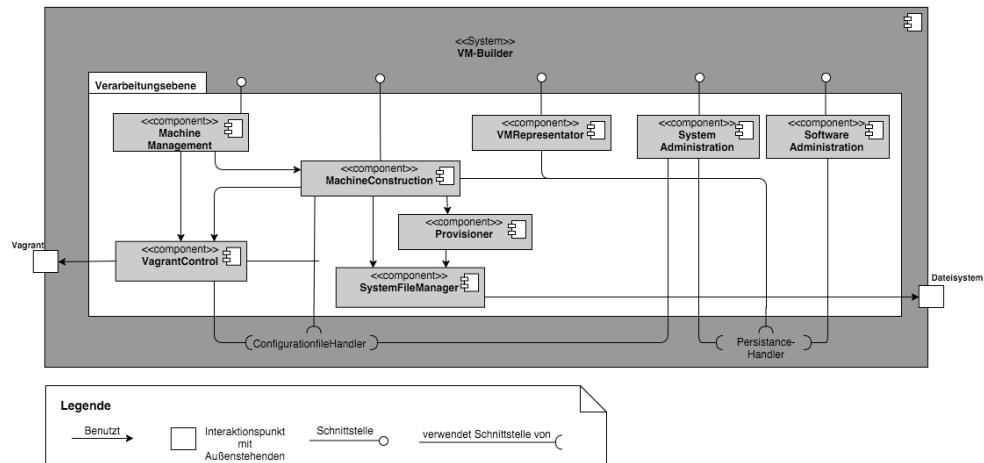 <<System>>
VM-Builder
Verarbeitungsebene
<<component>>
Machine
Management
<<component>>
VMRepresentator
<<component>>
System
Administration
<<component>>
Software
Administration
<<component>>
MachineConstruction
<<component>>
Provisioner
Vagrant
<<component>>
VagrantControl
<<component>>
SystemFileManager
Dateisystem
ConfigurationfileHandler
Persistance-
Handler
Legende
Benutzt
Interaktionspunkt
mit
Außenstehenden
Schnittstelle
verwendet Schnittstelle von